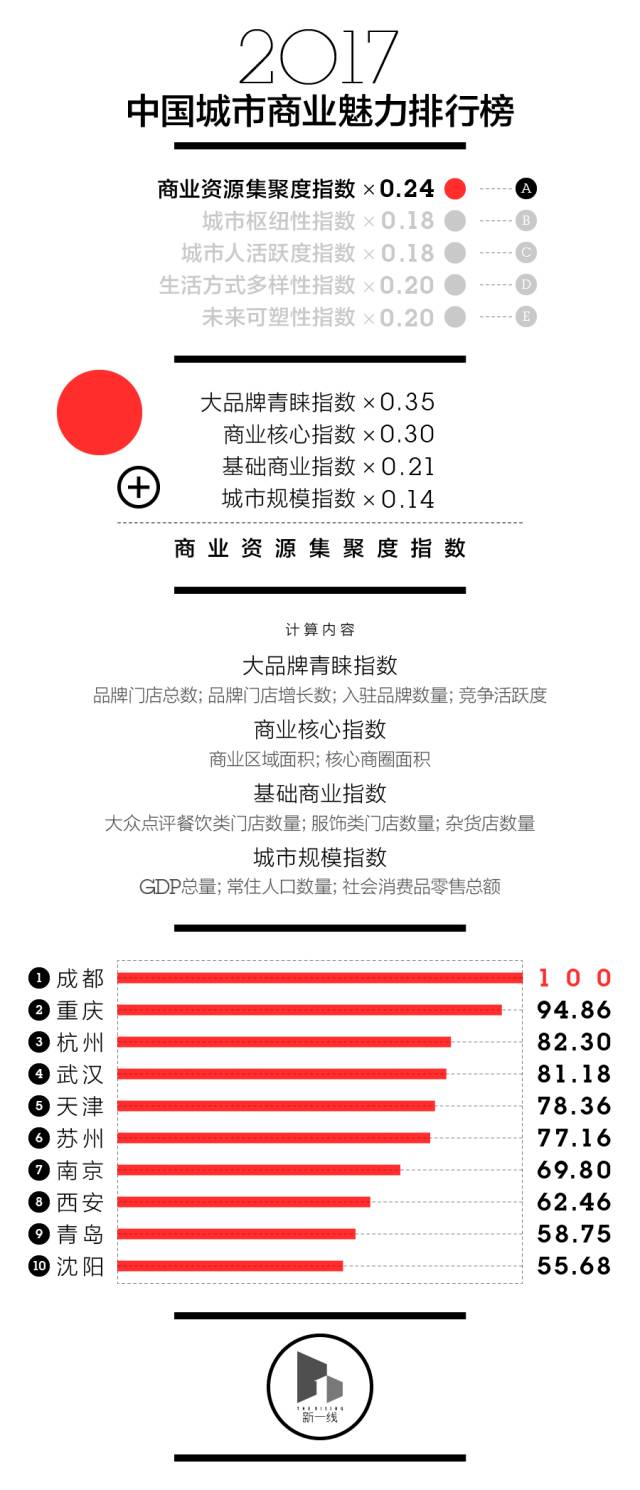 2017
中国城市商业魅力排行榜
商业资源集聚度指数 ×0.24 A
城市枢纽性指数 ×0.18 B
城市人活跃度指数 ×0.18 C
生活方式多样性指数 ×0.20 D
未来可塑性指数 ×0.20 E
大品牌青睐指数 ×0.35
商业核心指数 ×0.30
基础商业指数 ×0.21
城市规模指数 ×0.14
商业资源集聚度指数
计算内容
大品牌青睐指数
品牌门店总数; 品牌门店增长数; 入驻品牌数量; 竞争活跃度
商业核心指数
商业区域面积; 核心商圈面积
基础商业指数
大众点评餐饮类门店数量; 服饰类门店数量; 杂货店数量
城市规模指数
GDP总量; 常住人口数量; 社会消费品零售总额
1 成都 100
2 重庆 94.86
3 杭州 82.30
4 武汉 81.18
5 天津 78.36
6 苏州 77.16
7 南京 69.80
8 西安 62.46
9 青岛 58.75
10 沈阳 55.68
THE RISING
新一线